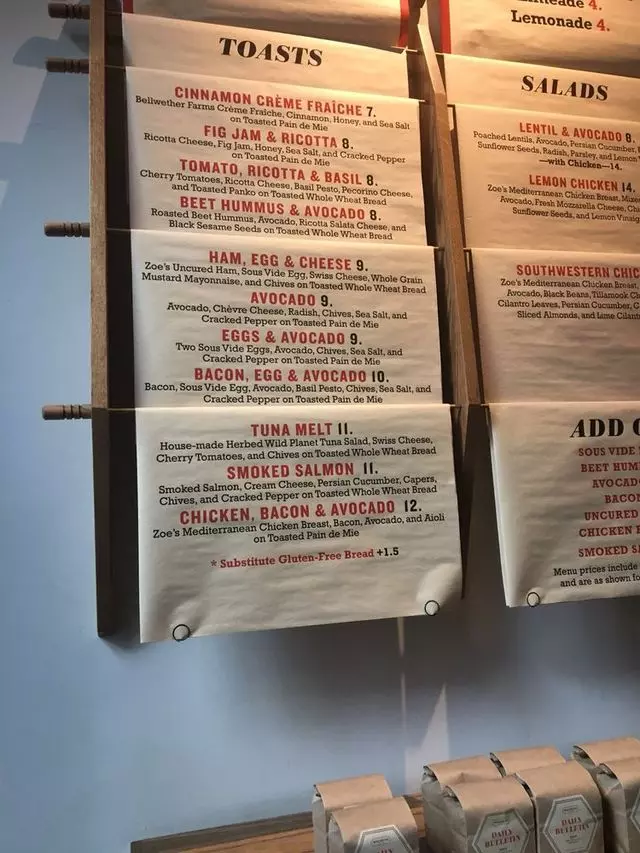 TOASTS
CINNAMON CRÈME FRAÎCHE 7.
Bellwether Farms Crème Fraîche, Cinnamon, Honey, and Sea Salt
on Toasted Pain de Mie
FIG JAM & RICOTTA 8.
Ricotta Cheese, Fig Jam, Honey, Sea Salt, and Cracked Pepper
on Toasted Pain de Mie
TOMATO, RICOTTA & BASIL 8.
Cherry Tomatoes, Ricotta Cheese, Basil Pesto, Pecorino Cheese,
and Toasted Panko on Toasted Whole Wheat Bread
BEET HUMMUS & AVOCADO 8.
Roasted Beet Hummus, Avocado, Ricotta Salata Cheese, and
Black Sesame Seeds on Toasted Whole Wheat Bread
HAM, EGG & CHEESE 9.
Zoe's Uncured Ham, Sous Vide Egg, Swiss Cheese, Whole Grain
Mustard Mayonnaise, and Chives on Toasted Whole Wheat Bread
AVOCADO 9.
Avocado, Chèvre Cheese, Radish, Chives, Sea Salt, and
Cracked Pepper on Toasted Pain de Mie
EGGS & AVOCADO 9.
Two Sous Vide Eggs, Avocado, Chives, Sea Salt, and
Cracked Pepper on Toasted Pain de Mie
BACON, EGG & AVOCADO 10.
Bacon, Sous Vide Egg, Avocado, Basil Pesto, Chives, Sea Salt, and
Cracked Pepper on Toasted Pain de Mie
TUNA MELT 11.
House-made Herbed Wild Planet Tuna Salad, Swiss Cheese,
Cherry Tomatoes, and Chives on Toasted Whole Wheat Bread
SMOKED SALMON 11.
Smoked Salmon, Cream Cheese, Persian Cucumber, Capers,
Chives, and Cracked Pepper on Toasted Whole Wheat Bread
CHICKEN, BACON & AVOCADO 12.
Zoe's Mediterranean Chicken Breast, Bacon, Avocado, and Aioli
on Toasted Pain de Mie
* Substitute Gluten-Free Bread +1.5
4.
Lemonade 4.
SALADS
LENTIL & AVOCADO 8.
Poached Lentils, Avocado, Persian Cucumber,
Sunflower Seeds, Radish, Parsley, and Lemon
—with Chicken—14.
LEMON CHICKEN 14.
Zoe's Mediterranean Chicken Breast,
Avocado, Fresh Mozzarella Cheese,
Sunflower Seeds, and Lemon
SOUTHWESTERN
Zoe's Mediterranean Chicken Breast,
Avocado, Black Beans, Tillamook
Cilantro Leaves, Persian Cucumber,
Sliced Almonds, and Lime
ADD
SOUS VIDE
BEET
UNCURED
CHICKEN
SMOKED
Menu prices include
and are as shown
DAILY
BULLETIN
DAILY
BULLETIN
DAILY
BULLETIN